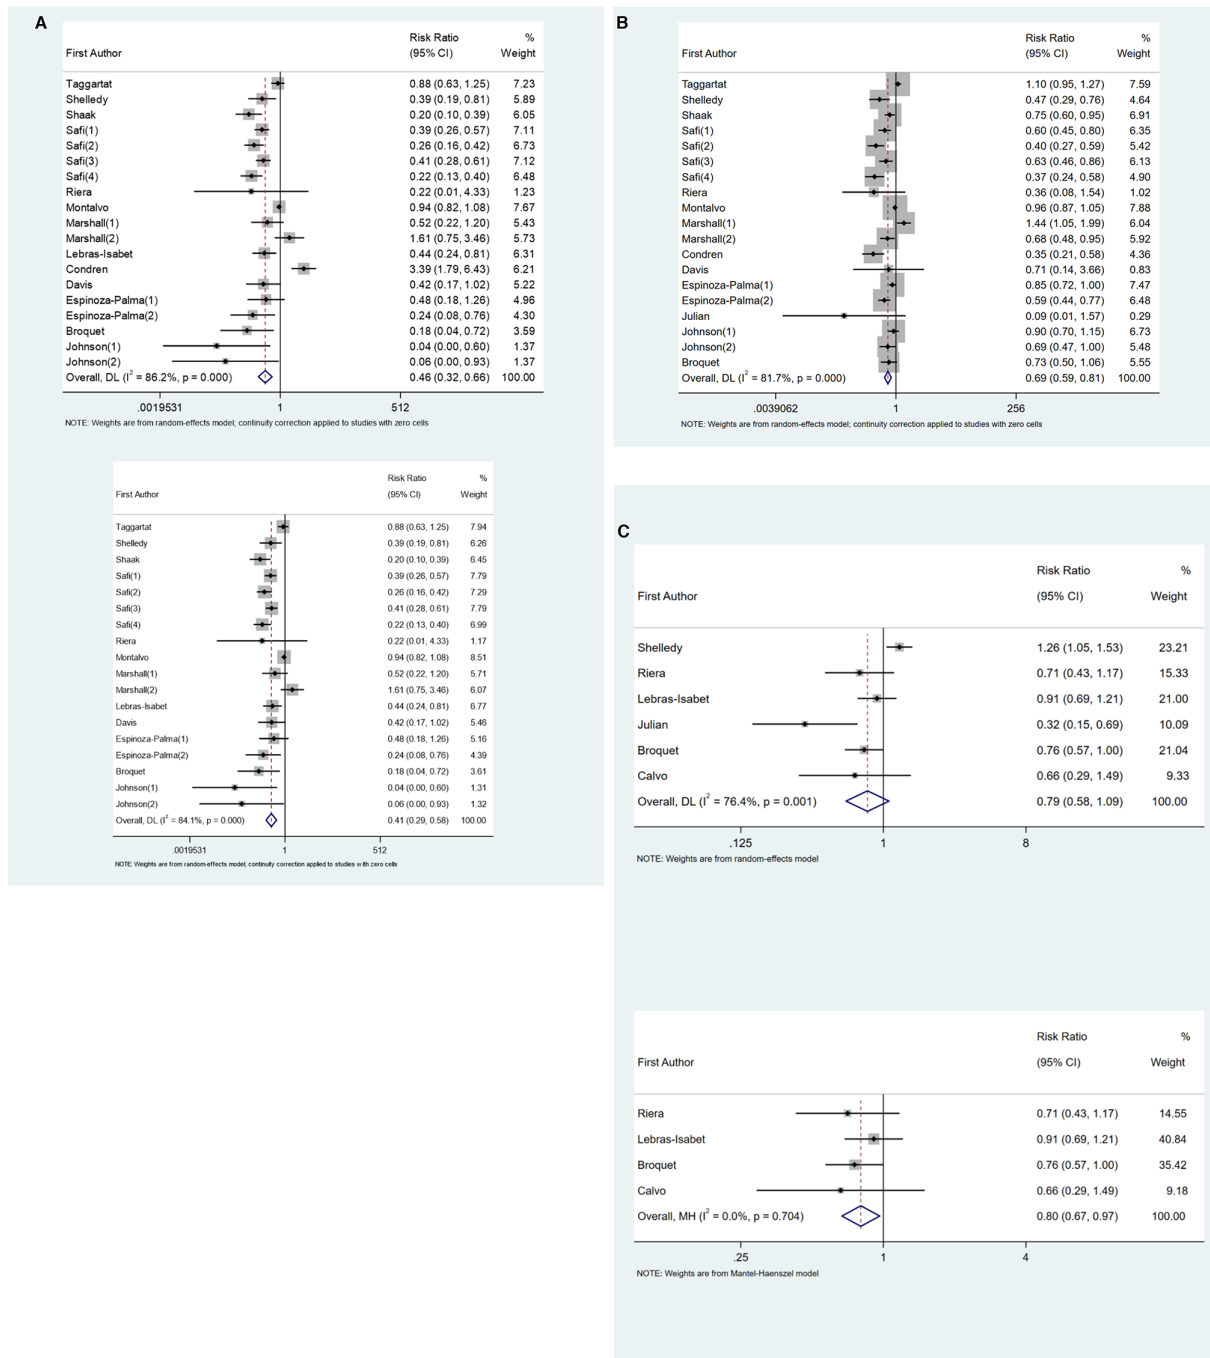 A
Risk Ratio %
First Author (95% CI) Weight
Taggartat 0.88 (0.63, 1.25) 7.23
Shelledy 0.39 (0.19, 0.81) 5.89
Shaak 0.20 (0.10, 0.39) 6.05
Safi(1) 0.39 (0.26, 0.57) 7.11
Safi(2) 0.26 (0.16, 0.42) 6.73
Safi(3) 0.41 (0.28, 0.61) 7.12
Safi(4) 0.22 (0.13, 0.40) 6.48
Riera 0.22 (0.01, 4.33) 1.23
Montalvo 0.94 (0.82, 1.08) 7.67
Marshall(1) 0.52 (0.22, 1.20) 5.43
Marshall(2) 1.61 (0.75, 3.46) 5.73
Lebras-Isabet 0.44 (0.24, 0.81) 6.31
Condren 3.39 (1.79, 6.43) 6.21
Davis 0.42 (0.17, 1.02) 5.22
Espinoza-Palma(1) 0.48 (0.18, 1.26) 4.96
Espinoza-Palma(2) 0.24 (0.08, 0.76) 4.30
Broquet 0.18 (0.04, 0.72) 3.59
Johnson(1) 0.04 (0.00, 0.60) 1.37
Johnson(2) 0.06 (0.00, 0.93) 1.37
Overall, DL (I² = 86.2%, p = 0.000) 0.46 (0.32, 0.66) 100.00
.0019531 1 512
NOTE: Weights are from random-effects model; continuity correction applied to studies with zero cells
Risk Ratio %
First Author (95% CI) Weight
Taggartat 0.88 (0.63, 1.25) 7.94
Shelledy 0.39 (0.19, 0.81) 6.26
Shaak 0.20 (0.10, 0.39) 6.45
Safi(1) 0.39 (0.26, 0.57) 7.79
Safi(2) 0.26 (0.16, 0.42) 7.29
Safi(3) 0.41 (0.28, 0.61) 7.79
Safi(4) 0.22 (0.13, 0.40) 6.99
Riera 0.22 (0.01, 4.33) 1.17
Montalvo 0.94 (0.82, 1.08) 8.51
Marshall(1) 0.52 (0.22, 1.20) 5.71
Marshall(2) 1.61 (0.75, 3.46) 6.07
Lebras-Isabet 0.44 (0.24, 0.81) 6.77
Davis 0.42 (0.17, 1.02) 5.46
Espinoza-Palma(1) 0.48 (0.18, 1.26) 5.16
Espinoza-Palma(2) 0.24 (0.08, 0.76) 4.39
Broquet 0.18 (0.04, 0.72) 3.61
Johnson(1) 0.04 (0.00, 0.60) 1.31
Johnson(2) 0.06 (0.00, 0.93) 1.32
Overall, DL (I² = 84.1%, p = 0.000) 0.41 (0.29, 0.58) 100.00
.0019531 1 512
NOTE: Weights are from random-effects model; continuity correction applied to studies with zero cells
B
Risk Ratio %
First Author (95% CI) Weight
Taggartat 1.10 (0.95, 1.27) 7.59
Shelledy 0.47 (0.29, 0.76) 4.64
Shaak 0.75 (0.60, 0.95) 6.91
Safi(1) 0.60 (0.45, 0.80) 6.35
Safi(2) 0.40 (0.27, 0.59) 5.42
Safi(3) 0.63 (0.46, 0.86) 6.13
Safi(4) 0.37 (0.24, 0.58) 4.90
Riera 0.36 (0.08, 1.54) 1.02
Montalvo 0.96 (0.87, 1.05) 7.88
Marshall(1) 1.44 (1.05, 1.99) 6.04
Marshall(2) 0.68 (0.48, 0.95) 5.92
Condren 0.35 (0.21, 0.58) 4.36
Davis 0.71 (0.14, 3.66) 0.83
Espinoza-Palma(1) 0.85 (0.72, 1.00) 7.47
Espinoza-Palma(2) 0.59 (0.44, 0.77) 6.48
Julian 0.09 (0.01, 1.57) 0.29
Johnson(1) 0.90 (0.70, 1.15) 6.73
Johnson(2) 0.69 (0.47, 1.00) 5.48
Broquet 0.73 (0.50, 1.06) 5.55
Overall, DL (I² = 81.7%, p = 0.000) 0.69 (0.59, 0.81) 100.00
.0039062 1 256
NOTE: Weights are from random-effects model; continuity correction applied to studies with zero cells
C
Risk Ratio %
First Author (95% CI) Weight
Shelledy 1.26 (1.05, 1.53) 23.21
Riera 0.71 (0.43, 1.17) 15.33
Lebras-Isabet 0.91 (0.69, 1.21) 21.00
Julian 0.32 (0.15, 0.69) 10.09
Broquet 0.76 (0.57, 1.00) 21.04
Calvo 0.66 (0.29, 1.49) 9.33
Overall, DL (I² = 76.4%, p = 0.001) 0.79 (0.58, 1.09) 100.00
.125 1 8
NOTE: Weights are from random-effects model
Risk Ratio %
First Author (95% CI) Weight
Riera 0.71 (0.43, 1.17) 14.55
Lebras-Isabet 0.91 (0.69, 1.21) 40.84
Broquet 0.76 (0.57, 1.00) 35.42
Calvo 0.66 (0.29, 1.49) 9.18
Overall, MH (I² = 0.0%, p = 0.704) 0.80 (0.67, 0.97) 100.00
.25 1 4
NOTE: Weights are from Mantel-Haenszel model